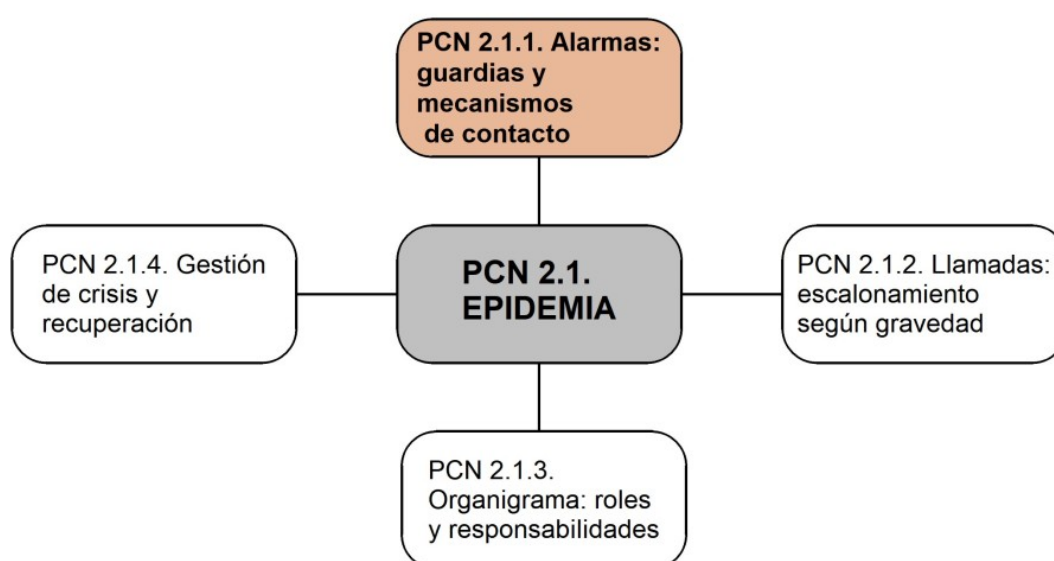 PCN 2.1.1. Alarmas:
guardias y
mecanismos
de contacto
PCN 2.1.4. Gestión
de crisis y
recuperación
PCN 2.1.
EPIDEMIA
PCN 2.1.2. Llamadas:
escalonamiento
según gravedad
PCN 2.1.3.
Organigrama: roles
y responsabilidades